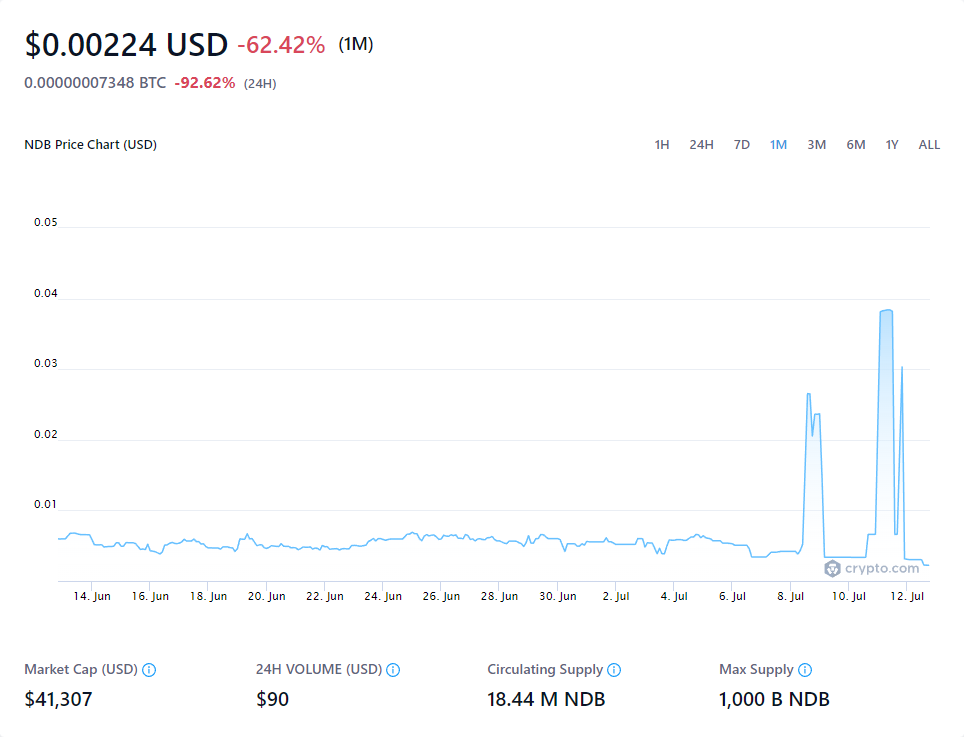 $0.00224 USD -62.42% (1M)
0.00000007348 BTC -92.62% (24H)
NDB Price Chart (USD) 1H 24H 7D 1M 3M 6M 1Y ALL
0.05
0.04
0.03
0.02
0.01
crypto.com
14. Jun 16. Jun 18. Jun 20. Jun 22. Jun 24. Jun 26. Jun 28. Jun 30. Jun 2. Jul 4. Jul 6. Jul 8. Jul 10. Jul 12. Jul
Market Cap (USD) 24H VOLUME (USD) Circulating Supply Max Supply
$41,307 $90 18.44 M NDB 1,000 B NDB